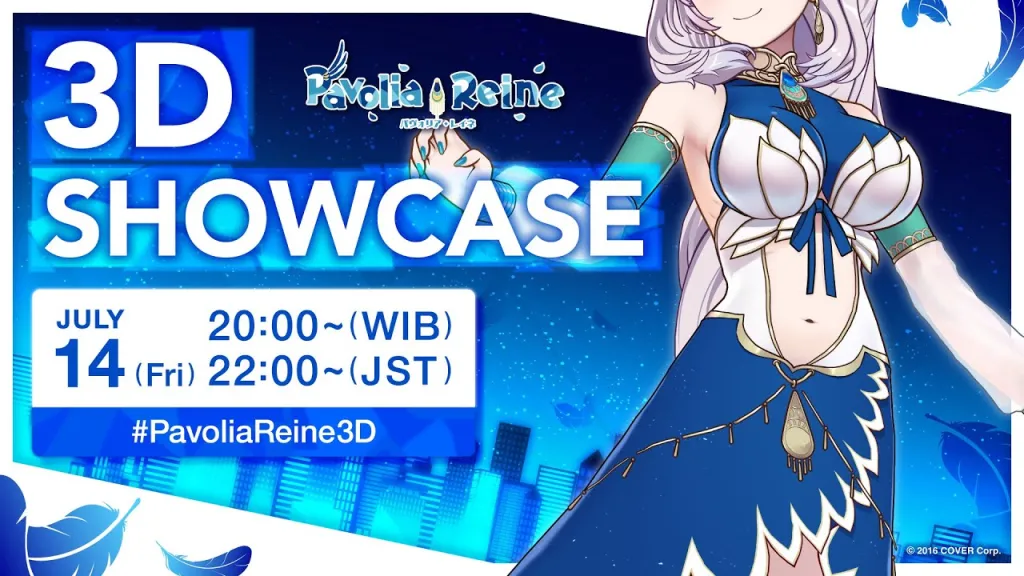 3D
Pavolia Reine
パヴォリア・レイネ
SHOWCASE
JULY
14 (Fri)
20:00~(WIB)
22:00~(JST)
#PavoliaReine3D
© 2016 COVER Corp.